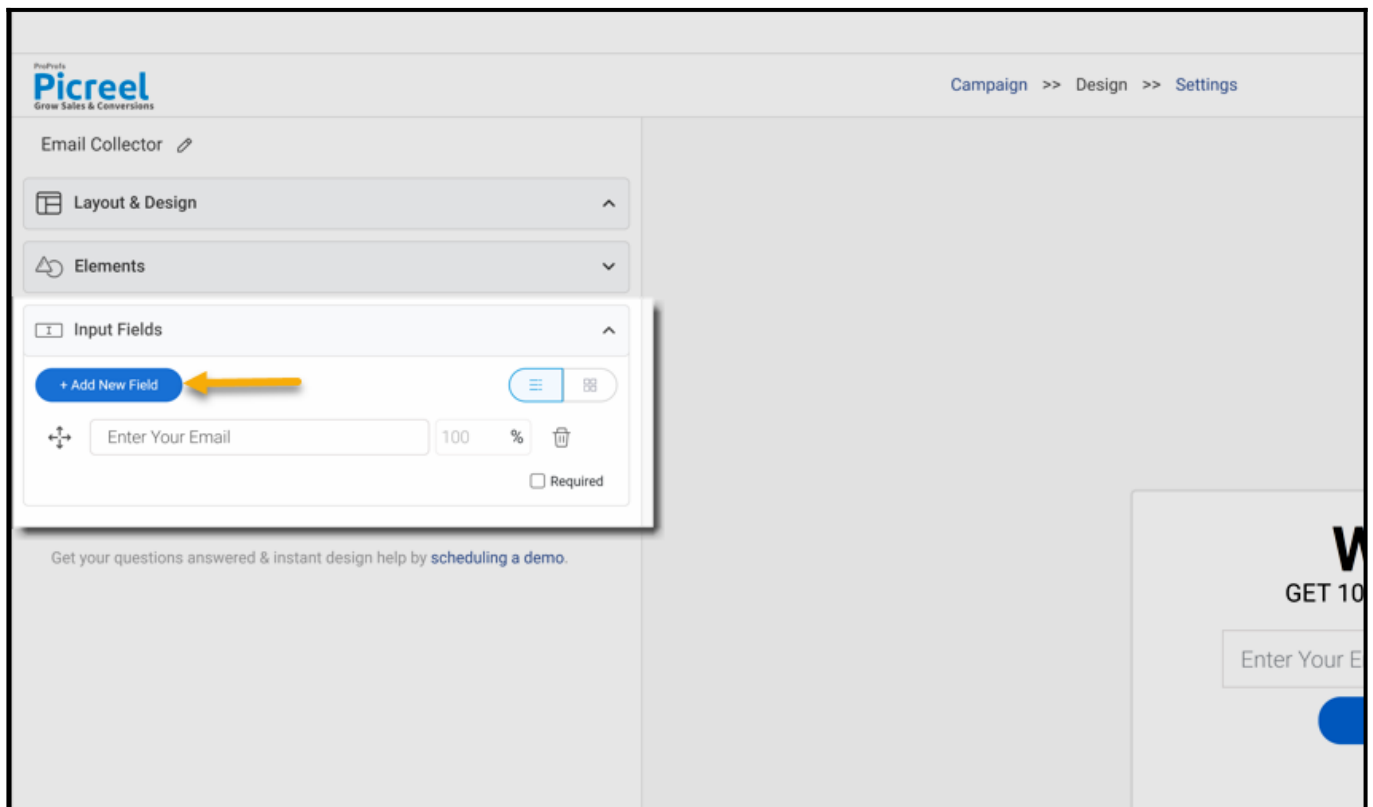 ProProfs
Picreel
Grow Sales & Conversions
Campaign >> Design >> Settings
Email Collector
Layout & Design
Elements
Input Fields
+ Add New Field
Enter Your Email 100 %
Required
Get your questions answered & instant design help by scheduling a demo.
W
GET 10
Enter Your E